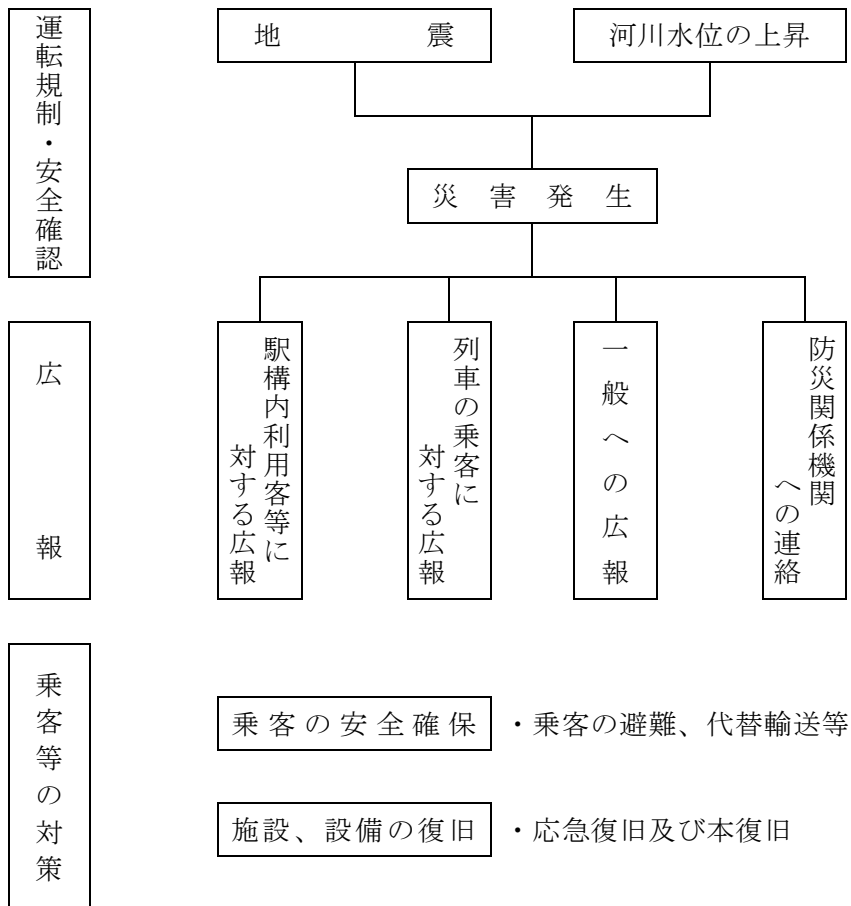 運転規制・安全確認
地震
河川水位の上昇
災害発生
広報
駅構内利用客等に
対する広報
列車の乗客に
対する広報
一般への広報
防災関係機関
への連絡
乗客等の対策
乗客の安全確保
・乗客の避難、代替輸送等
施設、設備の復旧
・応急復旧及び本復旧